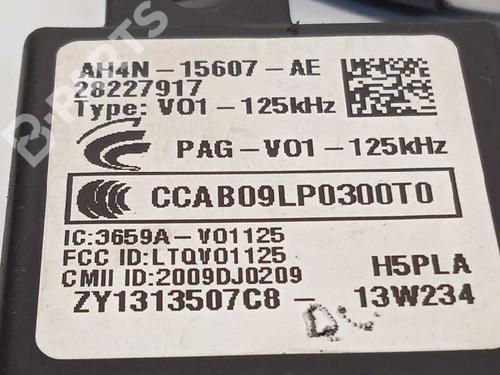 B-PARTS
AH4N-15607-AE
28227917
Type: V01-125kHz
PAG-V01-125kHz
CCAB09LP0300T0
IC:3659A-V01125
FCC ID:LTQV01125
CMII ID:2009DJ0209
H5PLA
ZY1313507C8- 13W234